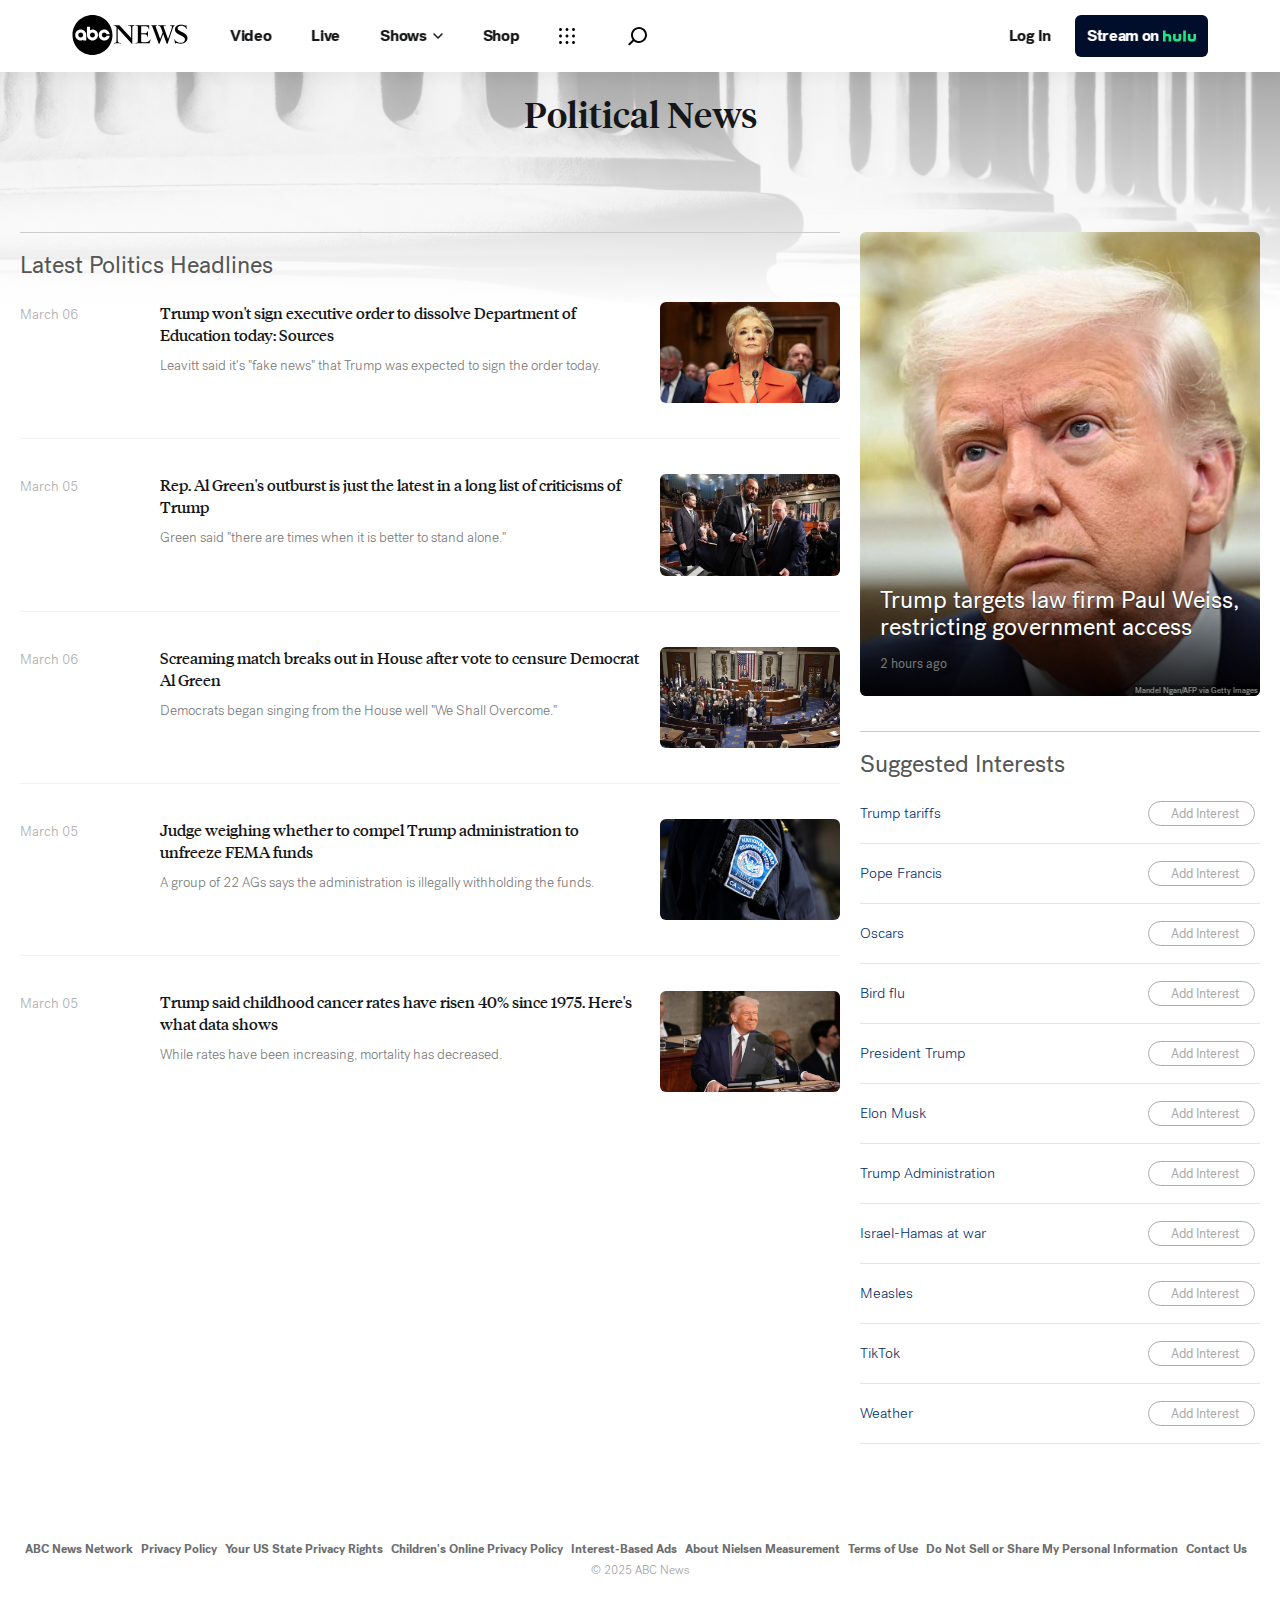 abc NEWS Video Live Shows Shop Log In Stream on hulu
Political News
Latest Politics Headlines
March 06
Trump won't sign executive order to dissolve Department of
Education today: Sources
Leavitt said it's "fake news" that Trump was expected to sign the order today.
March 05
Rep. Al Green's outburst is just the latest in a long list of criticisms of
Trump
Green said "there are times when it is better to stand alone."
March 06
Screaming match breaks out in House after vote to censure Democrat
Al Green
Democrats began singing from the House well "We Shall Overcome."
March 05
Judge weighing whether to compel Trump administration to
unfreeze FEMA funds
A group of 22 AGs says the administration is illegally withholding the funds.
March 05
Trump said childhood cancer rates have risen 40% since 1975. Here's
what data shows
While rates have been increasing, mortality has decreased.
Trump targets law firm Paul Weiss,
restricting government access
2 hours ago
Mandel Ngan/AFP via Getty Images
Suggested Interests
Trump tariffs Add Interest
Pope Francis Add Interest
Oscars Add Interest
Bird flu Add Interest
President Trump Add Interest
Elon Musk Add Interest
Trump Administration Add Interest
Israel-Hamas at war Add Interest
Measles Add Interest
TikTok Add Interest
Weather Add Interest
ABC News Network Privacy Policy Your US State Privacy Rights Children's Online Privacy Policy Interest-Based Ads About Nielsen Measurement Terms of Use Do Not Sell or Share My Personal Information Contact Us
© 2025 ABC News